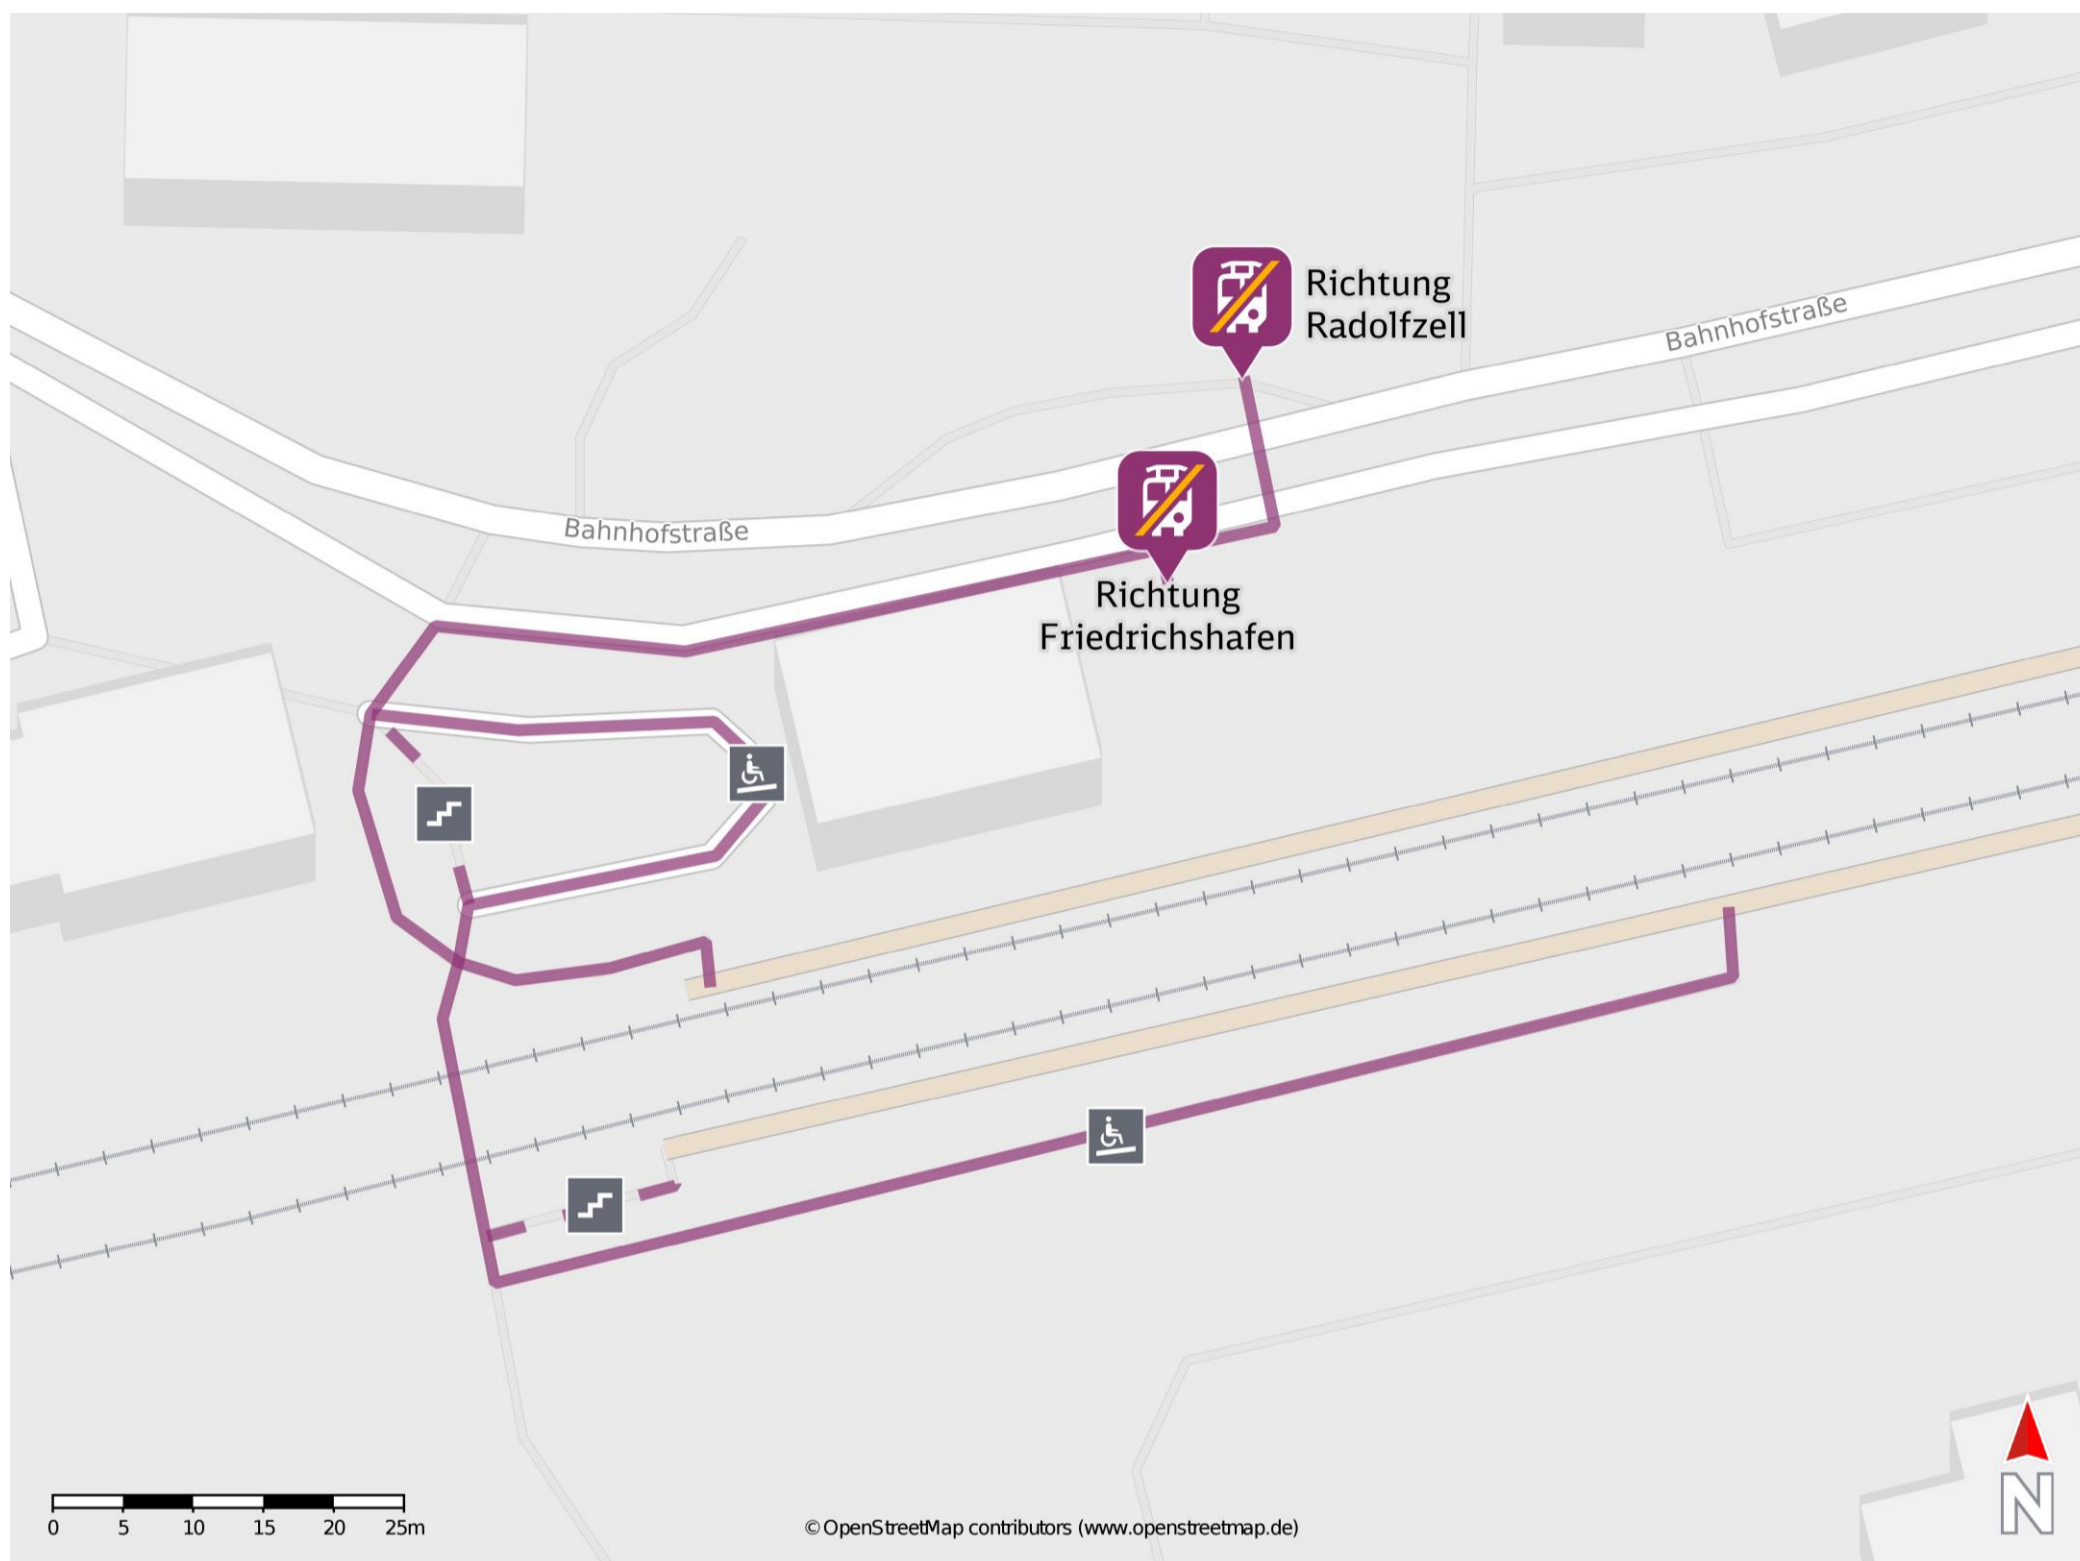 Richtung
Radolfzell
Bahnhofstraße
Bahnhofstraße
Richtung
Friedrichshafen
0 5 10 15 20 25m
© OpenStreetMap contributors (www.openstreetmap.de)
N